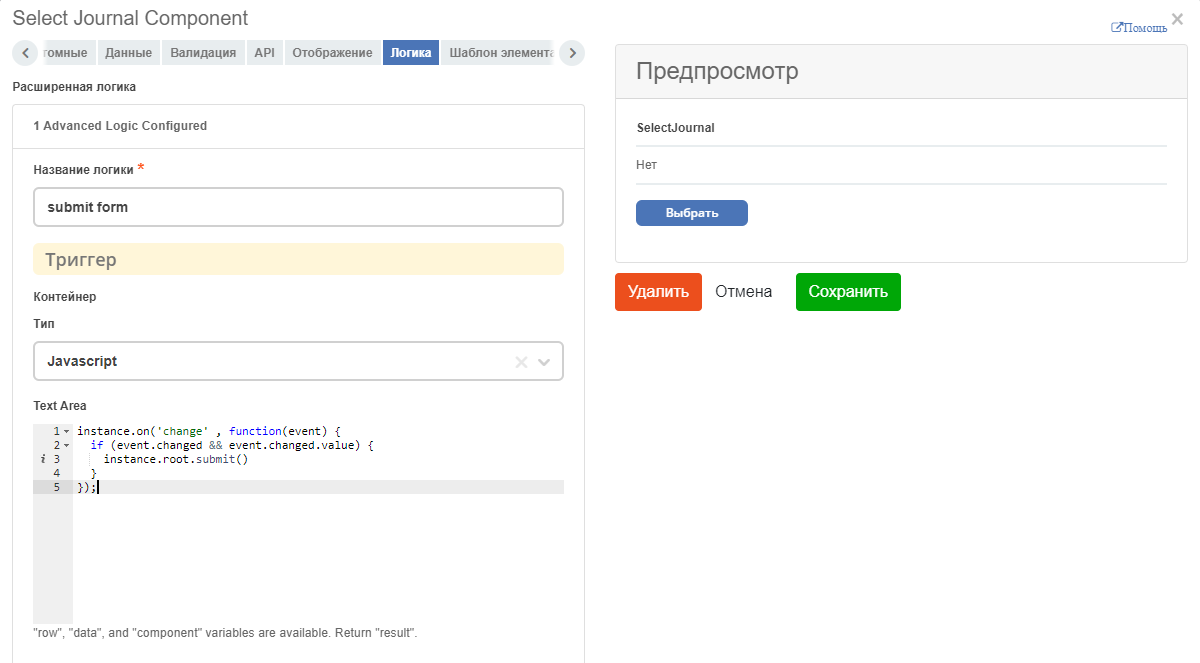 Select Journal Component
Помощь
томные
Данные
Валидация
API
Отображение
Логика
Шаблон элемента
Расширенная логика
1 Advanced Logic Configured
Название логики *
submit form
Триггер
Контейнер
Тип
Javascript
Text Area
1 instance.on('change' , function(event) {
2 if (event.changed && event.changed.value) {
i 3 instance.root.submit()
4 }
5 });
"row", "data", and "component" variables are available. Return "result".
Предпросмотр
SelectJournal
Нет
Выбрать
Удалить
Отмена
Сохранить